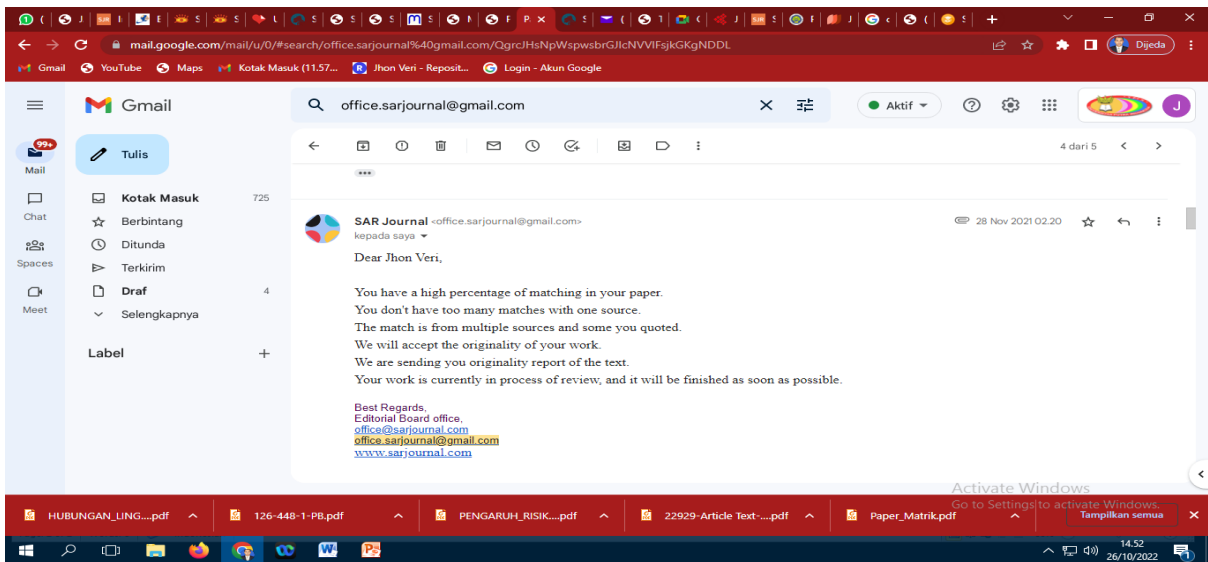 mail.google.com/mail/u/0/#search/office.sarjournal%40gmail.com/QgrcJHsNpWspwsbrGJlcNVVlFsjkGKgNDDL
Dijeda
Gmail YouTube Maps Kotak Masuk (11.57... Jhon Veri - Reposit... Login - Akun Google
Gmail
office.sarjournal@gmail.com
Aktif
J
99+
Mail
Chat
Spaces
Meet
Tulis
Kotak Masuk 725
Berbintang
Ditunda
Terkirim
Draf 4
Selengkapnya
Label
4 dari 5
SAR Journal <office.sarjournal@gmail.com>
28 Nov 2021 02.20
kepada saya
Dear Jhon Veri,
You have a high percentage of matching in your paper.
You don't have too many matches with one source.
The match is from multiple sources and some you quoted.
We will accept the originality of your work.
We are sending you originality report of the text.
Your work is currently in process of review, and it will be finished as soon as possible.
Best Regards,
Editorial Board office,
office@sarjournal.com
office.sarjournal@gmail.com
www.sarjournal.com
Activate Windows
Go to Settings to activate Windows.
HUBUNGAN_LING....pdf 126-448-1-PB.pdf PENGARUH_RISIK....pdf 22929-Article Text-....pdf Paper_Matrik.pdf Tampilkan semua
14.52
26/10/2022